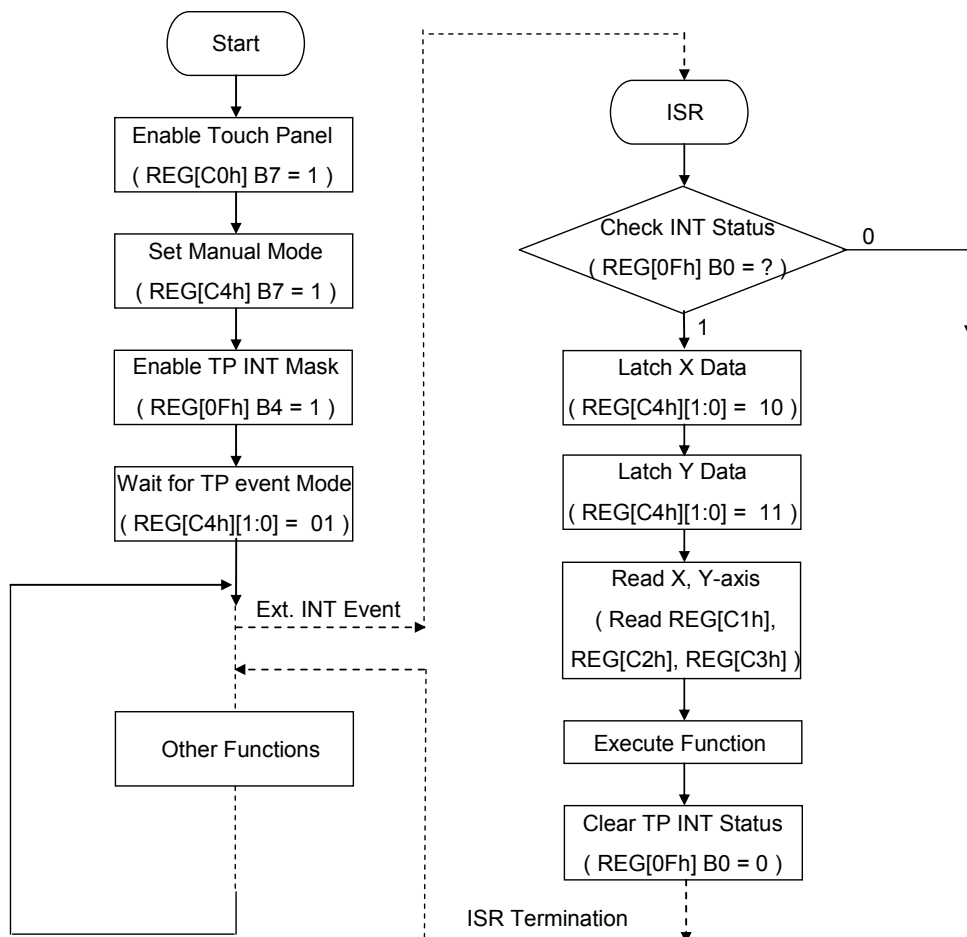 Start
Enable Touch Panel
( REG[C0h] B7 = 1 )
Set Manual Mode
( REG[C4h] B7 = 1 )
Enable TP INT Mask
( REG[0Fh] B4 = 1 )
Wait for TP event Mode
( REG[C4h][1:0] = 01 )
Ext. INT Event
Other Functions
ISR
Check INT Status
( REG[0Fh] B0 = ? )
0
1
Latch X Data
( REG[C4h][1:0] = 10 )
Latch Y Data
( REG[C4h][1:0] = 11 )
Read X, Y-axis
( Read REG[C1h],
REG[C2h], REG[C3h] )
Execute Function
Clear TP INT Status
( REG[0Fh] B0 = 0 )
ISR Termination